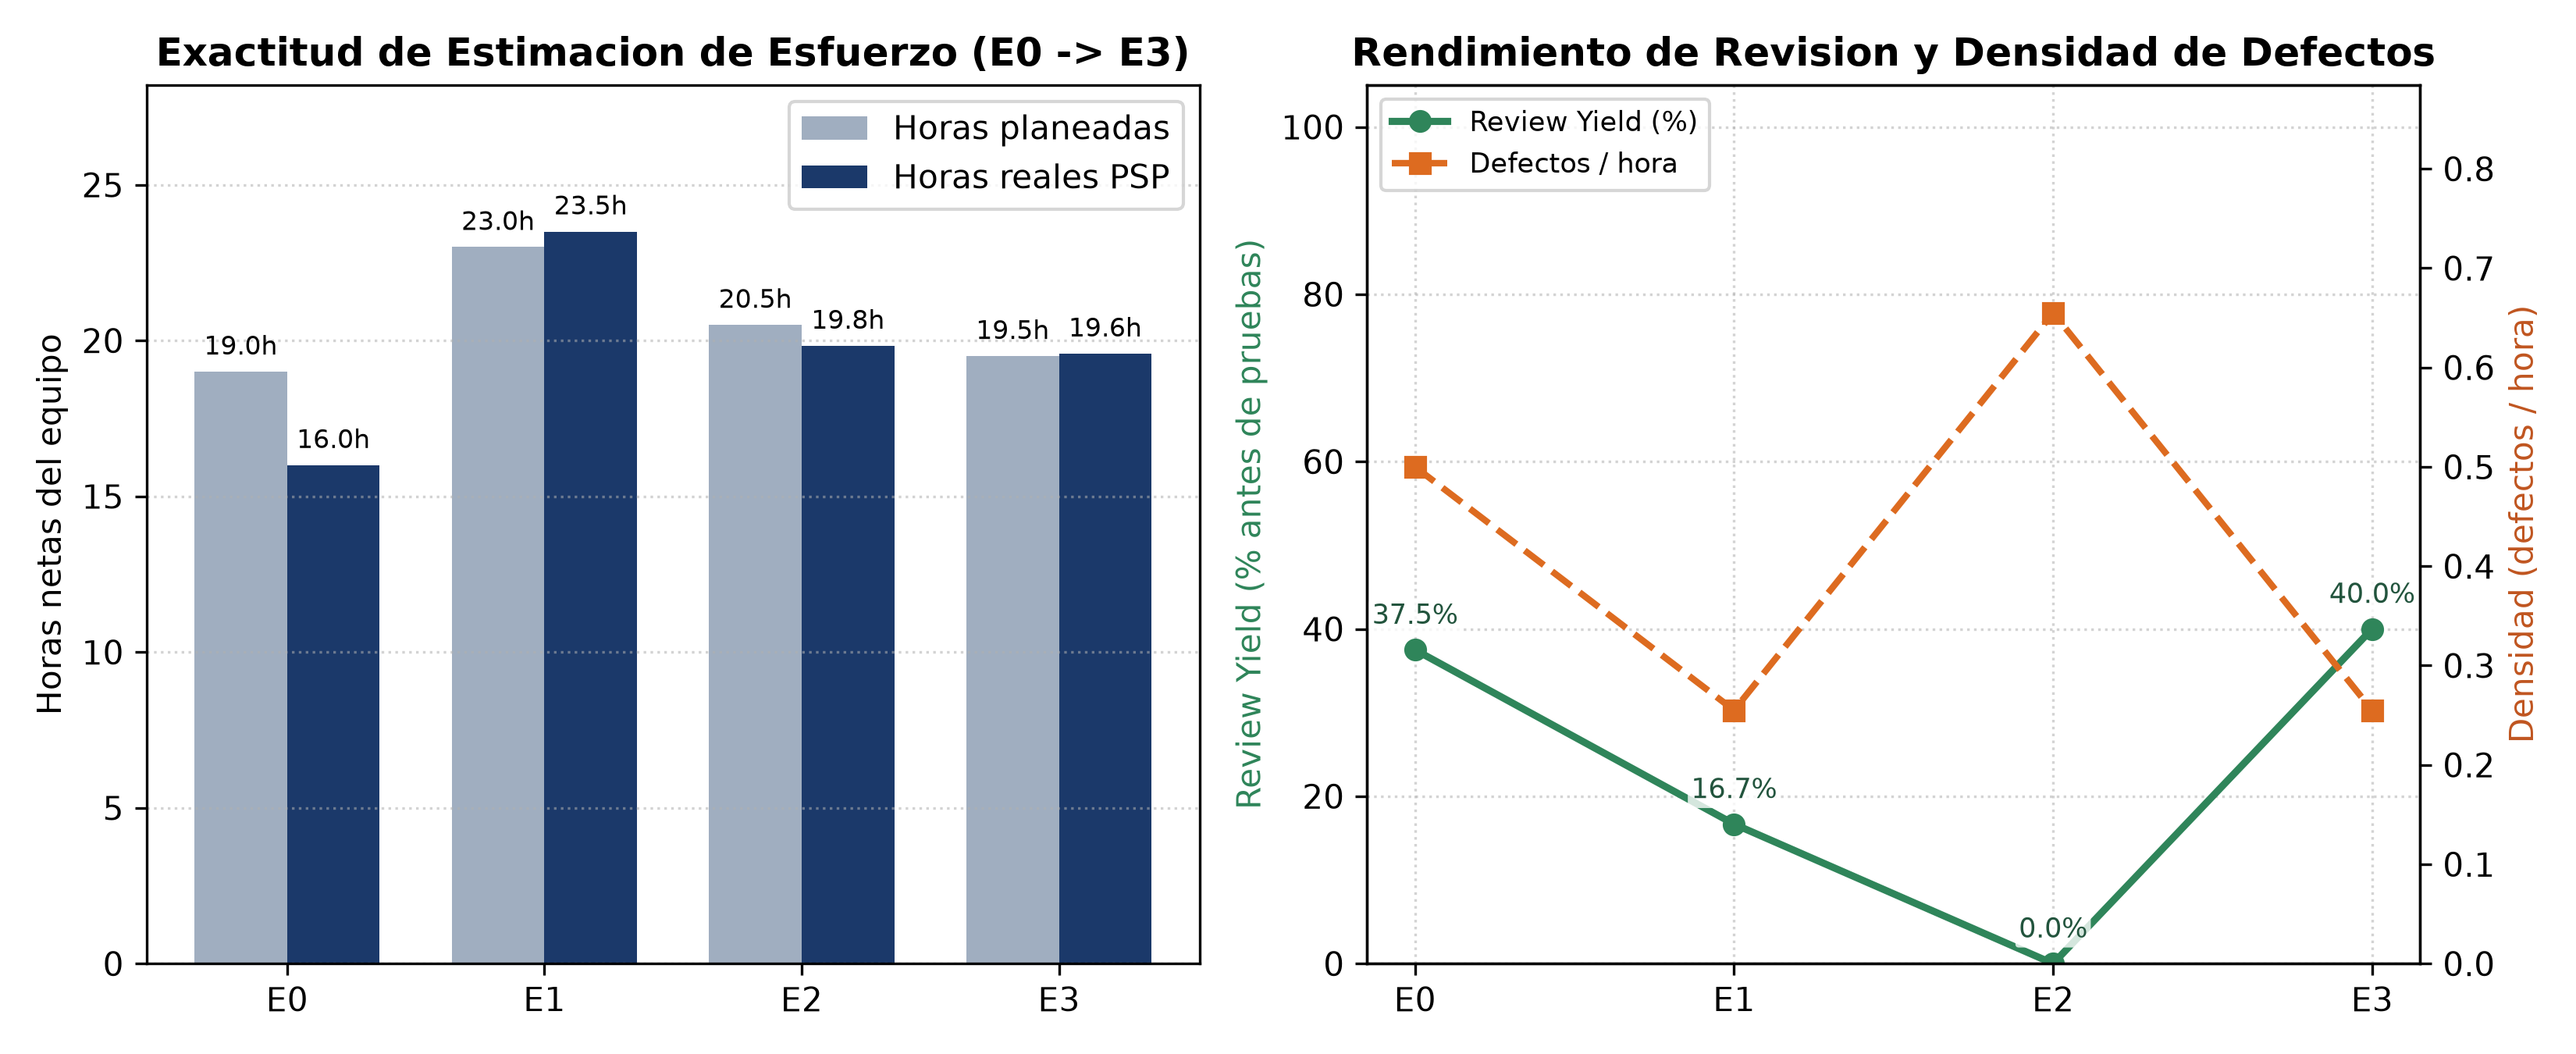 Exactitud de Estimacion de Esfuerzo (E0 -> E3)
Horas planeadas
Horas reales PSP
Horas netas del equipo
25
20
15
10
5
0
19.0h
16.0h
23.0h
23.5h
20.5h
19.8h
19.5h
19.6h
E0
E1
E2
E3
Rendimiento de Revision y Densidad de Defectos
Review Yield (%)
Defectos / hora
Review Yield (% antes de pruebas)
100
80
60
40
20
0
37.5%
16.7%
0.0%
40.0%
E0
E1
E2
E3
0.8
0.7
0.6
0.5
0.4
0.3
0.2
0.1
0.0
Densidad (defectos / hora)